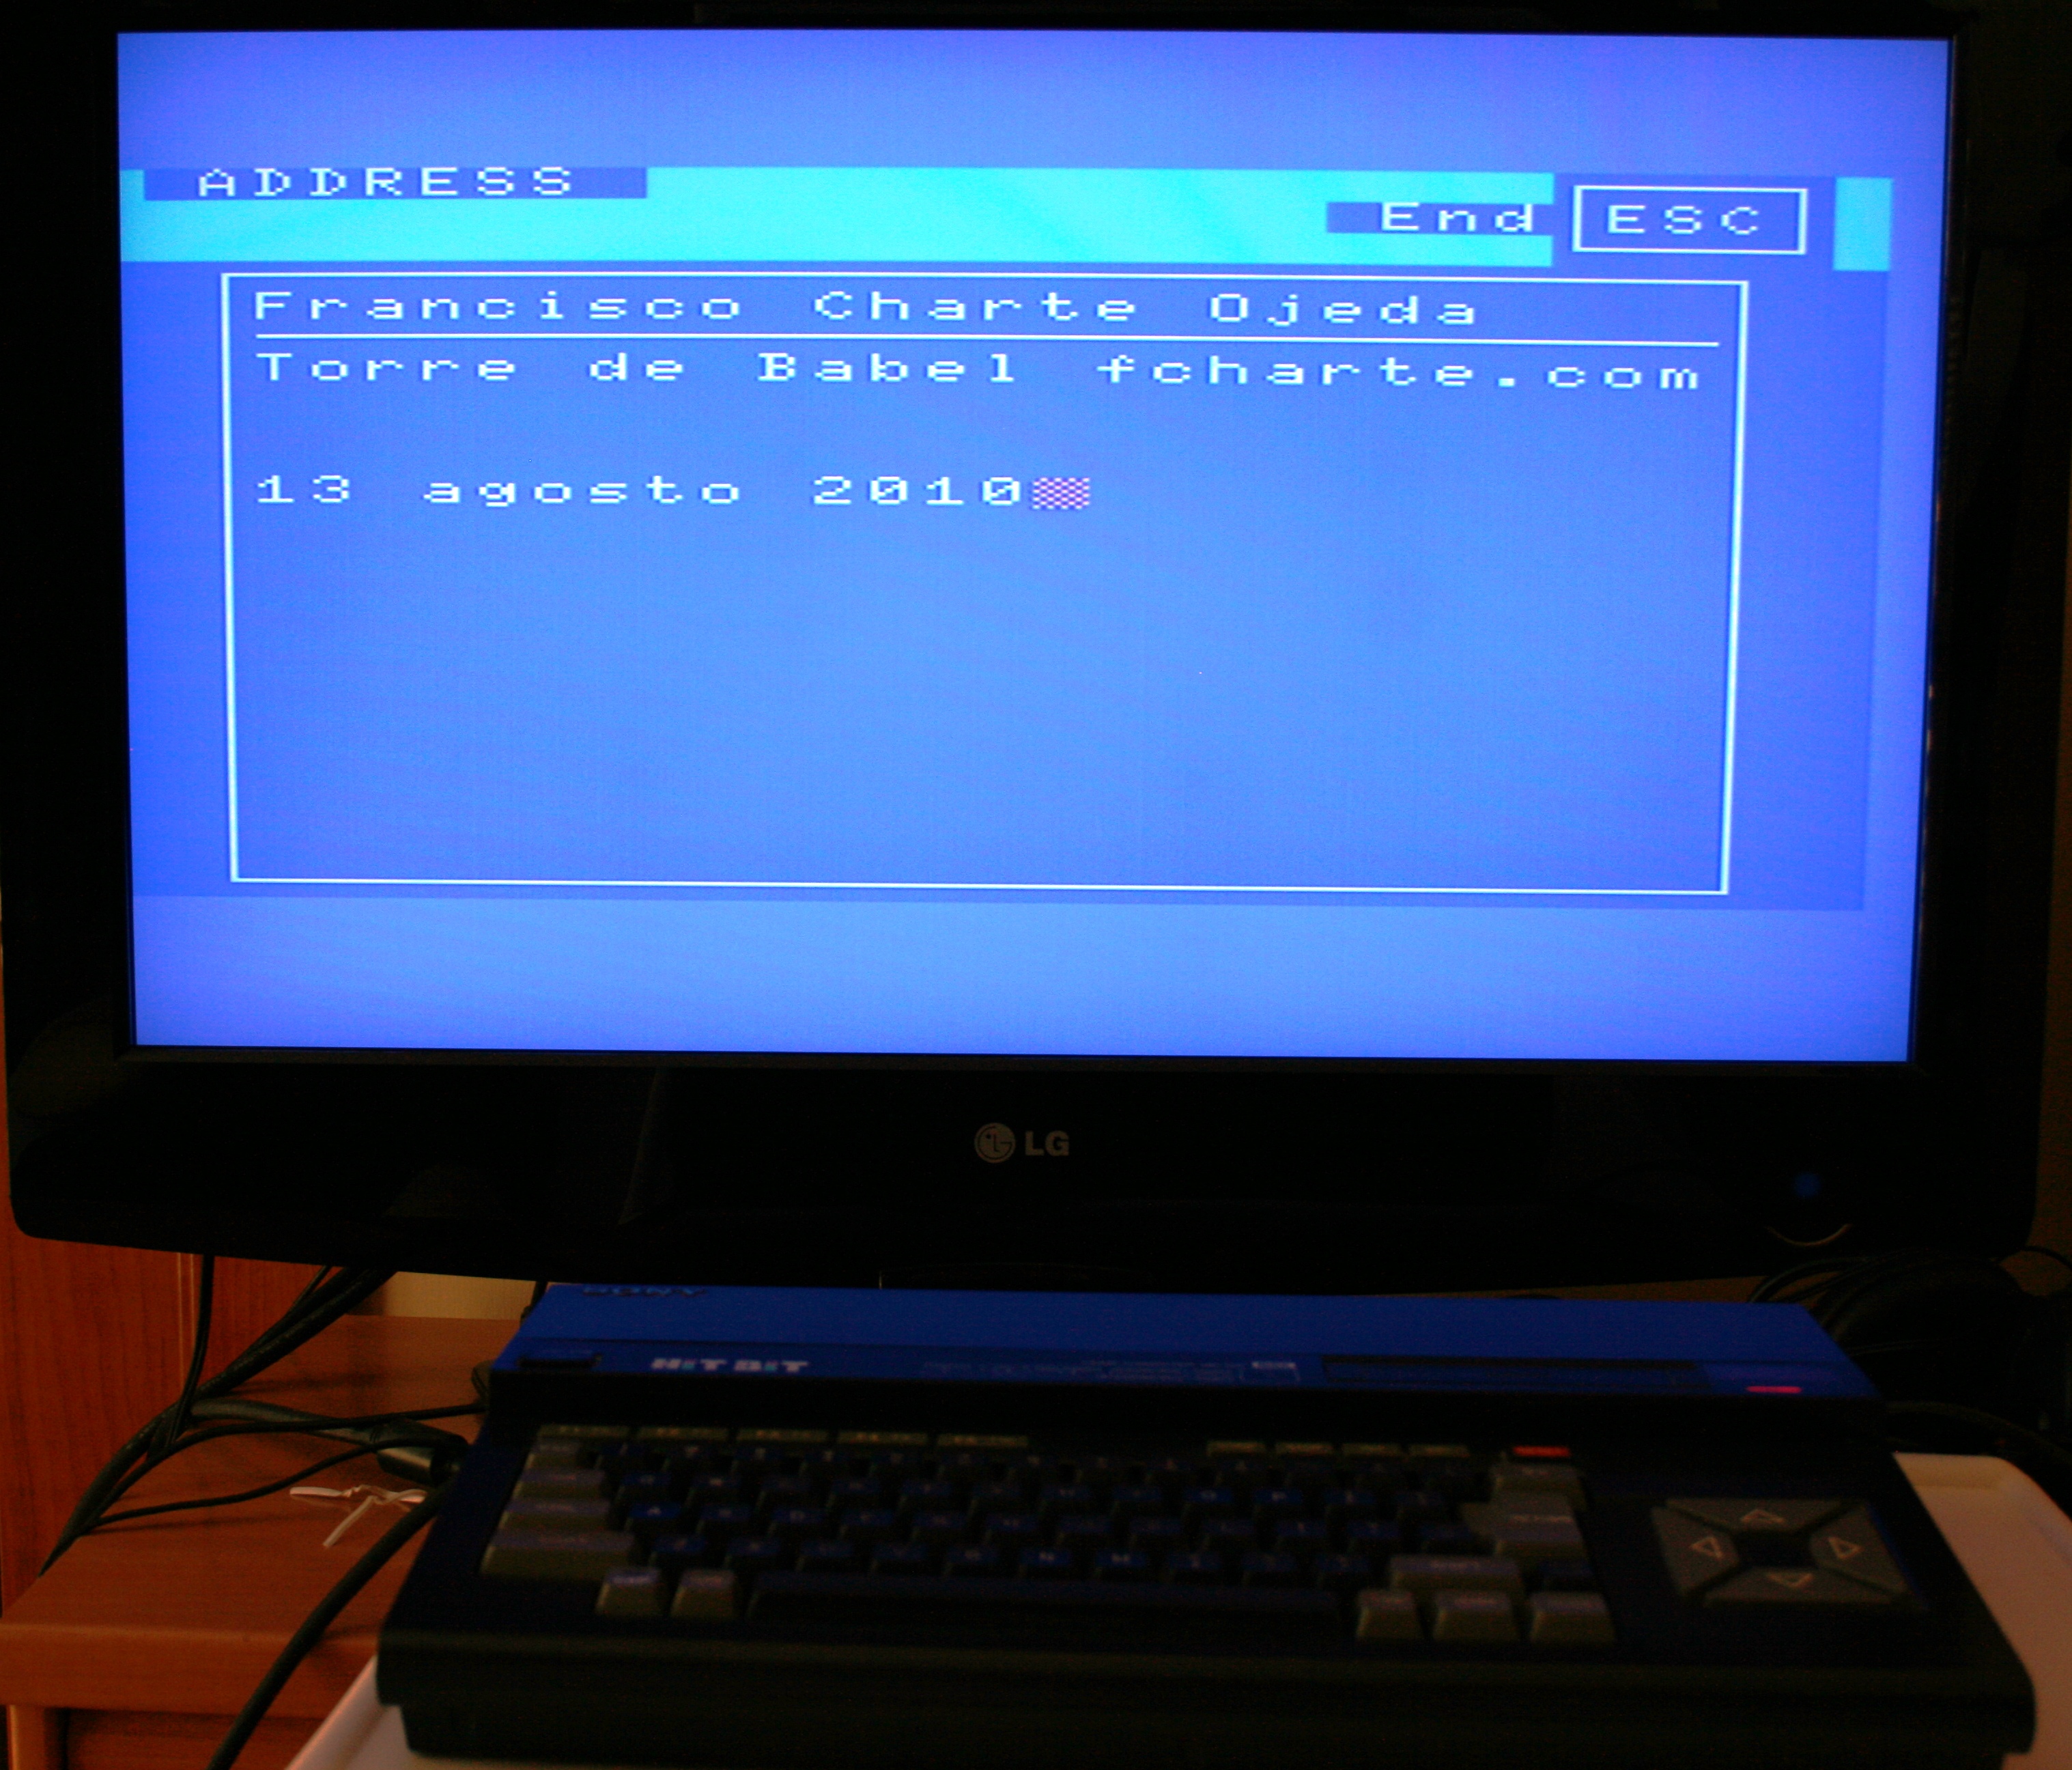 ADDRESS
End ESC
Francisco Charte Ojeda
Torre de Babel fcharte.com
13 agosto 2010
LG
SONY
HIT BIT